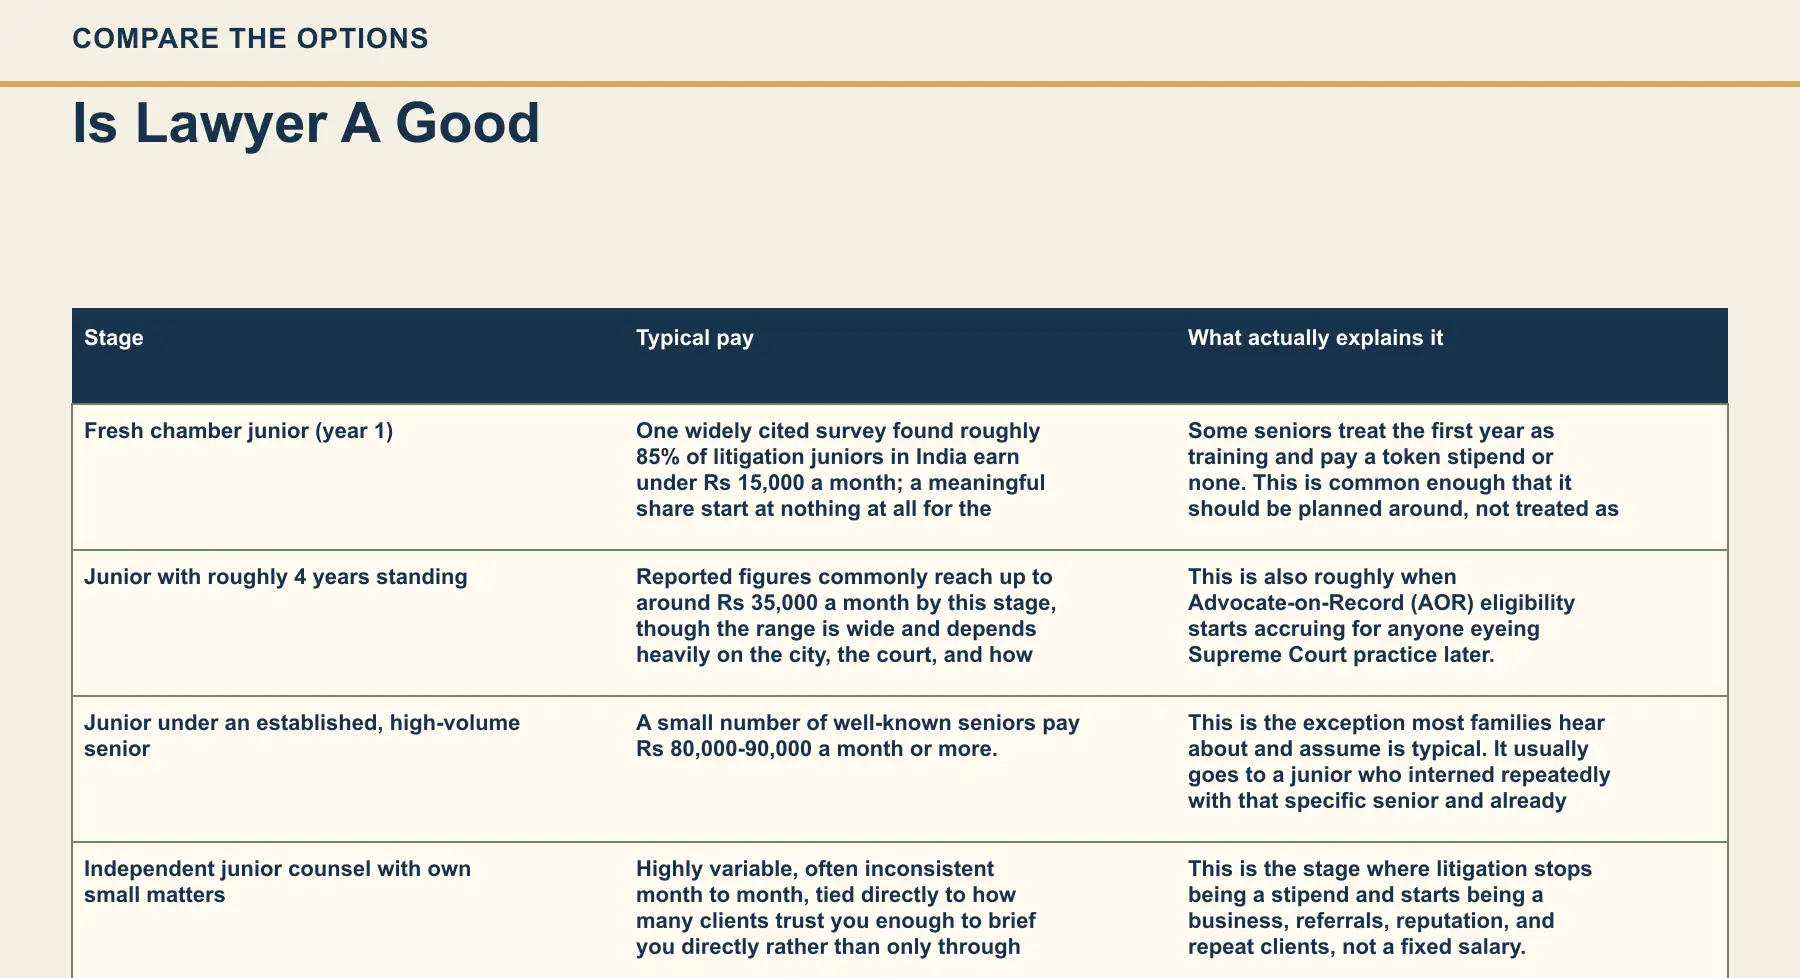 COMPARE THE OPTIONS
Is Lawyer A Good
Stage
Typical pay
What actually explains it
Fresh chamber junior (year 1)
One widely cited survey found roughly
85% of litigation juniors in India earn
under Rs 15,000 a month; a meaningful
share start at nothing at all for the
Some seniors treat the first year as
training and pay a token stipend or
none. This is common enough that it
should be planned around, not treated as
Junior with roughly 4 years standing
Reported figures commonly reach up to
around Rs 35,000 a month by this stage,
though the range is wide and depends
heavily on the city, the court, and how
This is also roughly when
Advocate-on-Record (AOR) eligibility
starts accruing for anyone eyeing
Supreme Court practice later.
Junior under an established, high-volume
senior
A small number of well-known seniors pay
Rs 80,000-90,000 a month or more.
This is the exception most families hear
about and assume is typical. It usually
goes to a junior who interned repeatedly
with that specific senior and already
Independent junior counsel with own
small matters
Highly variable, often inconsistent
month to month, tied directly to how
many clients trust you enough to brief
you directly rather than only through
This is the stage where litigation stops
being a stipend and starts being a
business, referrals, reputation, and
repeat clients, not a fixed salary.